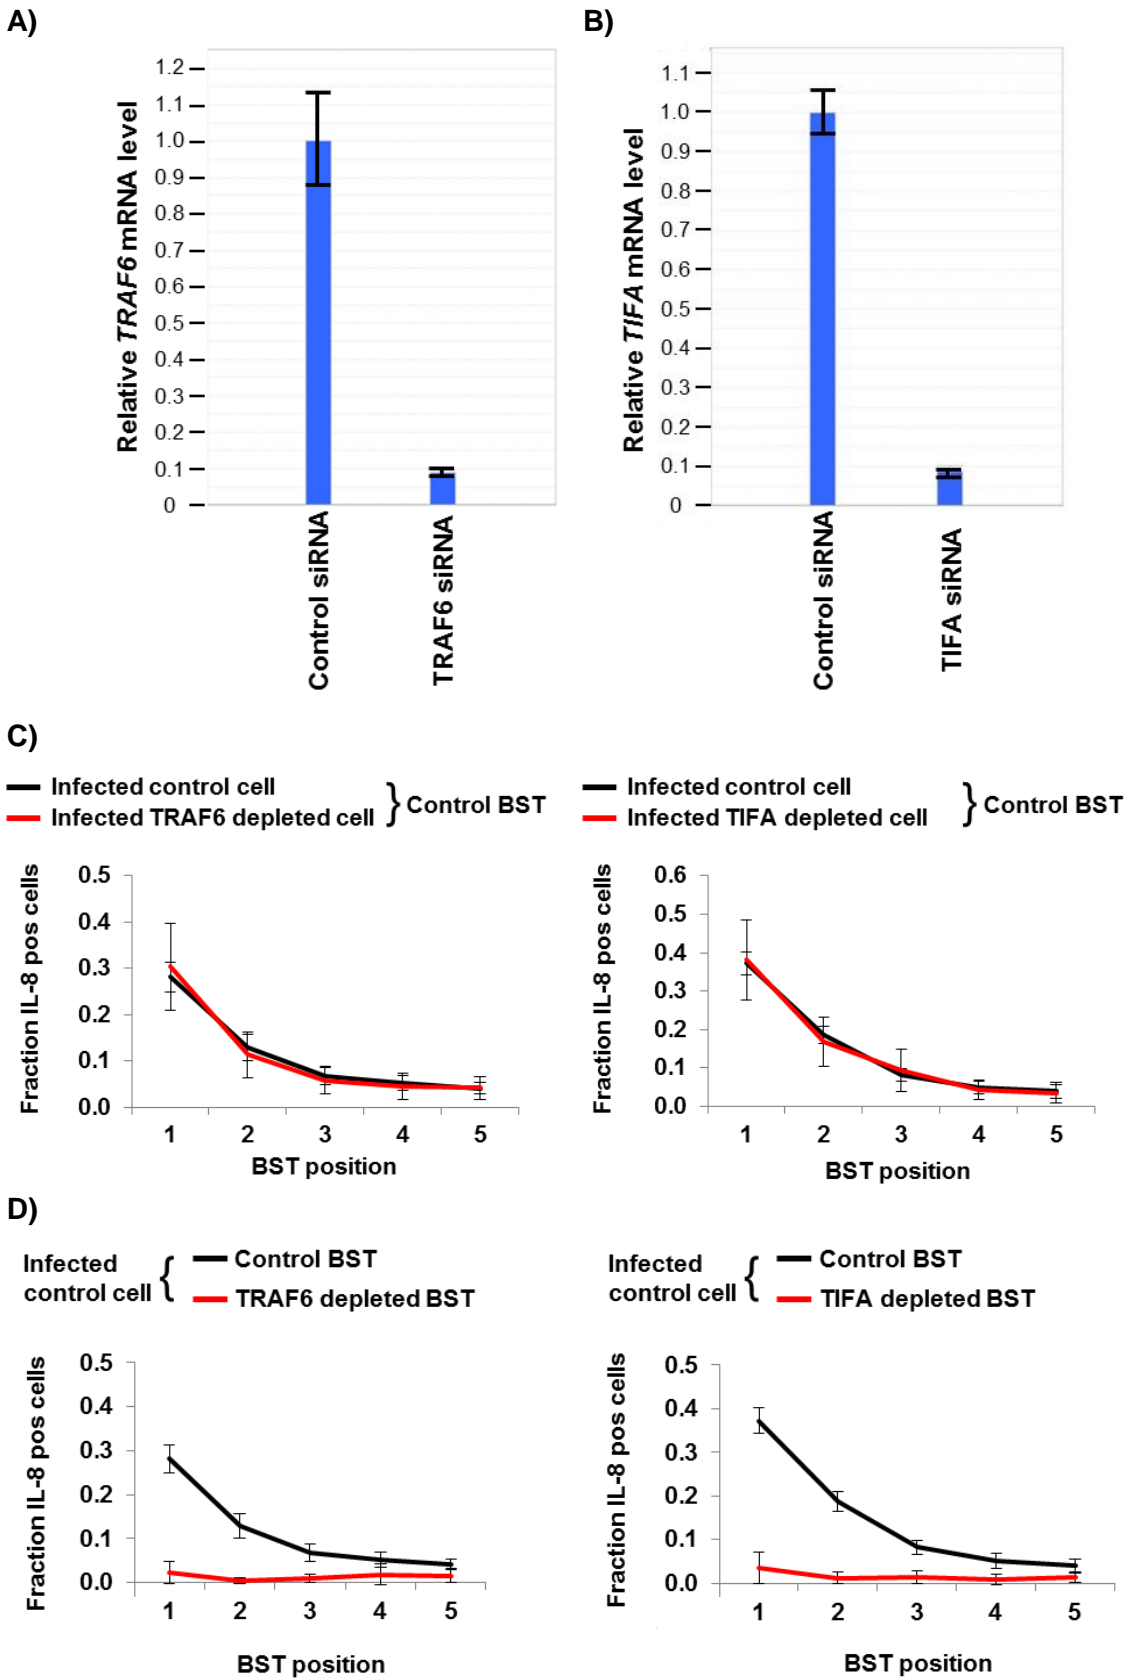 A)
B)
Relative TRAF6 mRNA level
1.2
1.1
1.0
0.9
0.8
0.7
0.6
0.5
0.4
0.3
0.2
0.1
0
Control siRNA
TRAF6 siRNA
Relative TIFA mRNA level
1.1
1.0
0.9
0.8
0.7
0.6
0.5
0.4
0.3
0.2
0.1
0
Control siRNA
TIFA siRNA
C)
Infected control cell
Infected TRAF6 depleted cell
} Control BST
Fraction IL-8 pos cells
0.5
0.4
0.3
0.2
0.1
0.0
1 2 3 4 5
BST position
Infected control cell
Infected TIFA depleted cell
} Control BST
Fraction IL-8 pos cells
0.6
0.5
0.4
0.3
0.2
0.1
0.0
1 2 3 4 5
BST position
D)
Infected
control cell {
Control BST
TRAF6 depleted BST
Fraction IL-8 pos cells
0.5
0.4
0.3
0.2
0.1
0.0
1 2 3 4 5
BST position
Infected
control cell {
Control BST
TIFA depleted BST
Fraction IL-8 pos cells
0.5
0.4
0.3
0.2
0.1
0.0
1 2 3 4 5
BST position